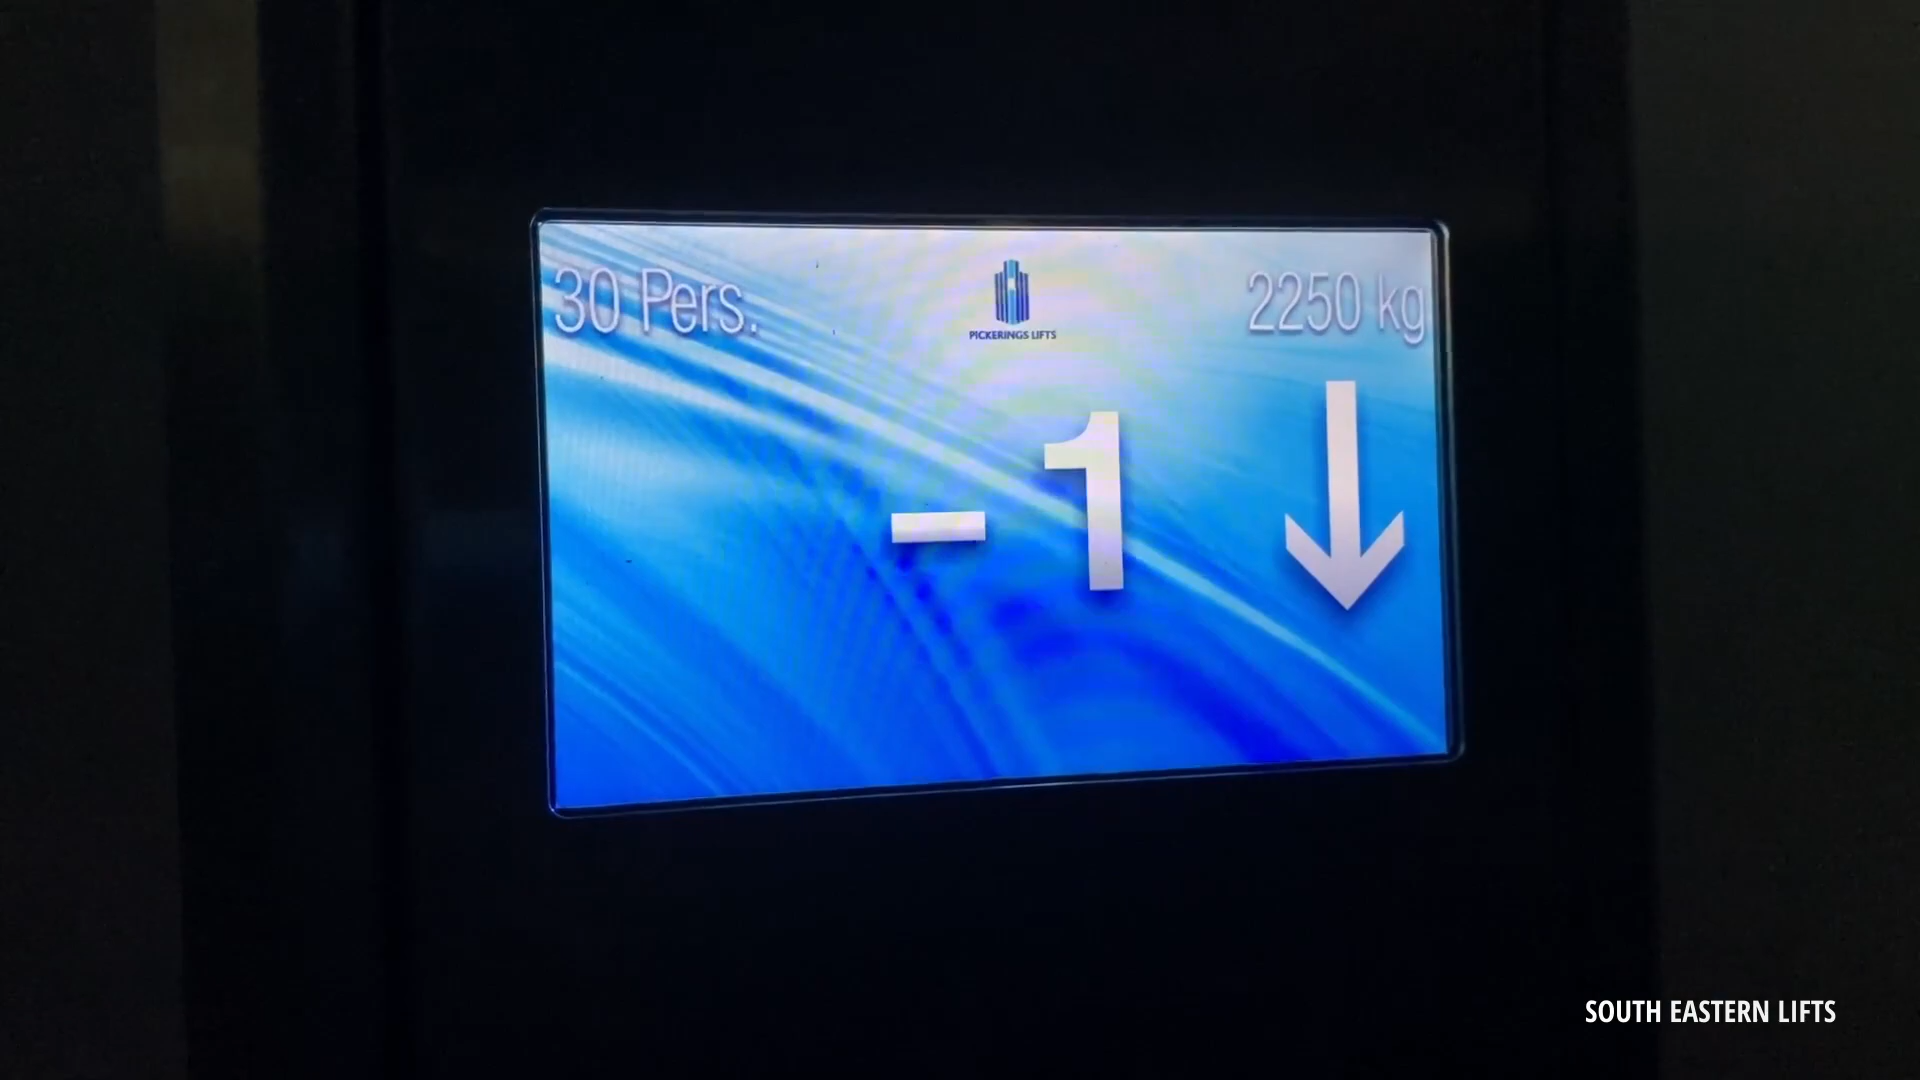 30 Pers.
PICKERINGS LIFTS
2250 kg
-1
SOUTH EASTERN LIFTS